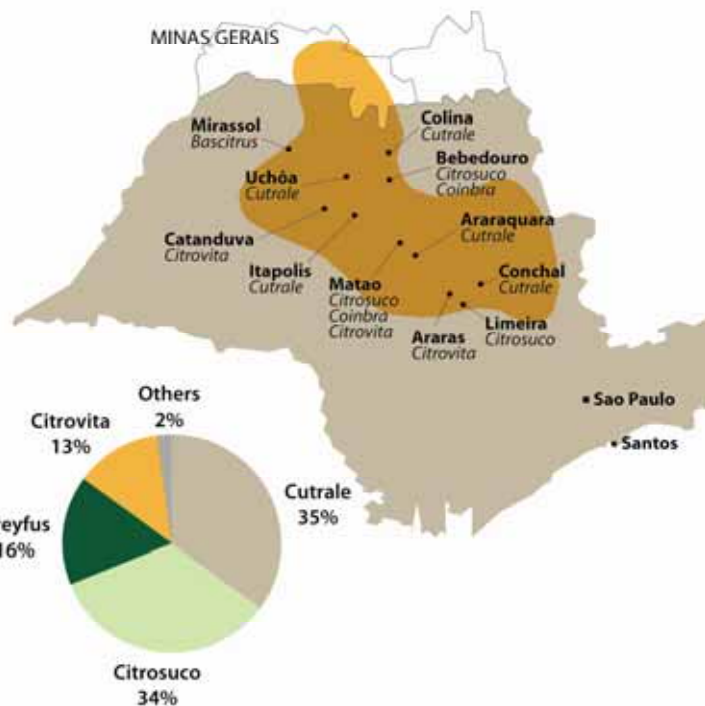 MINAS GERAIS
Mirassol
Bascitrus
Colina
Cutrale
Bebedouro
Citrosuco
Coinbra
Uchôa
Cutrale
Catanduva
Citrovita
Araraquara
Cutrale
Itapolis
Cutrale
Matao
Citrosuco
Coinbra
Citrovita
Conchal
Cutrale
Araras
Citrovita
Limeira
Citrosuco
Sao Paulo
Santos
Others
2%
Citrovita
13%
Cutrale
35%
reyfus
16%
Citrosuco
34%